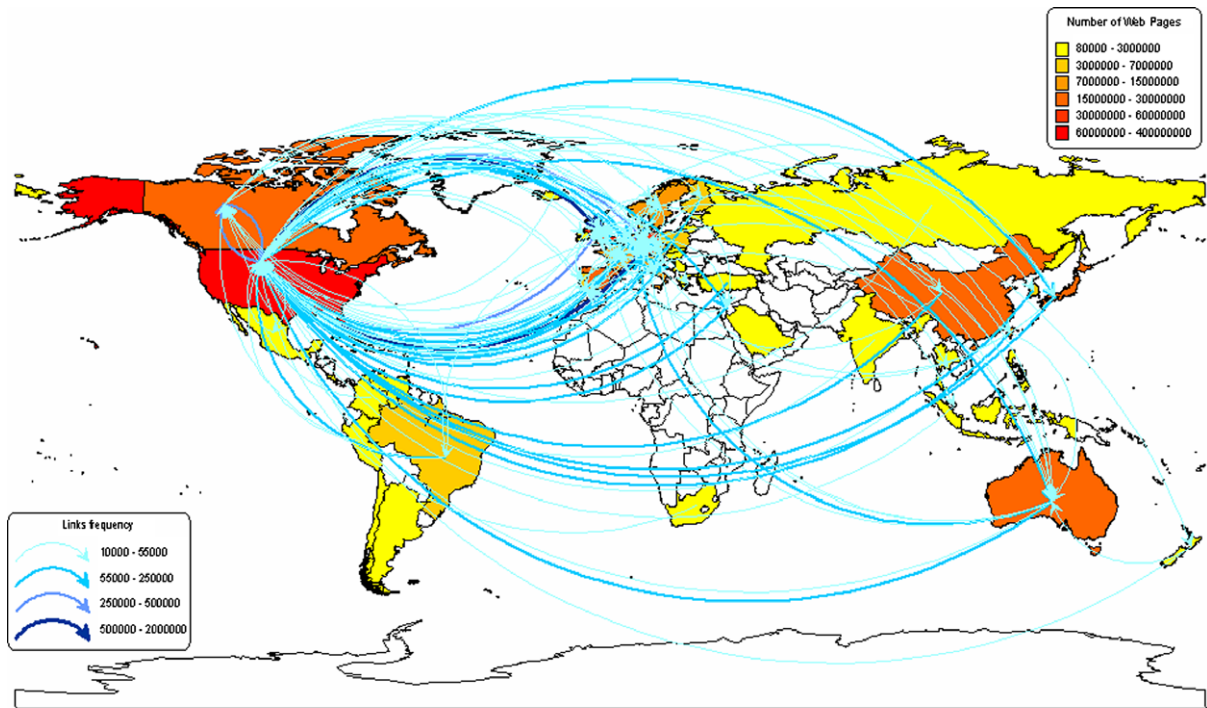 Number of Web Pages
80000 - 3000000
3000000 - 7000000
7000000 - 15000000
15000000 - 30000000
30000000 - 60000000
60000000 - 400000000
Links fequency
10000 - 55000
55000 - 250000
250000 - 500000
500000 - 2000000